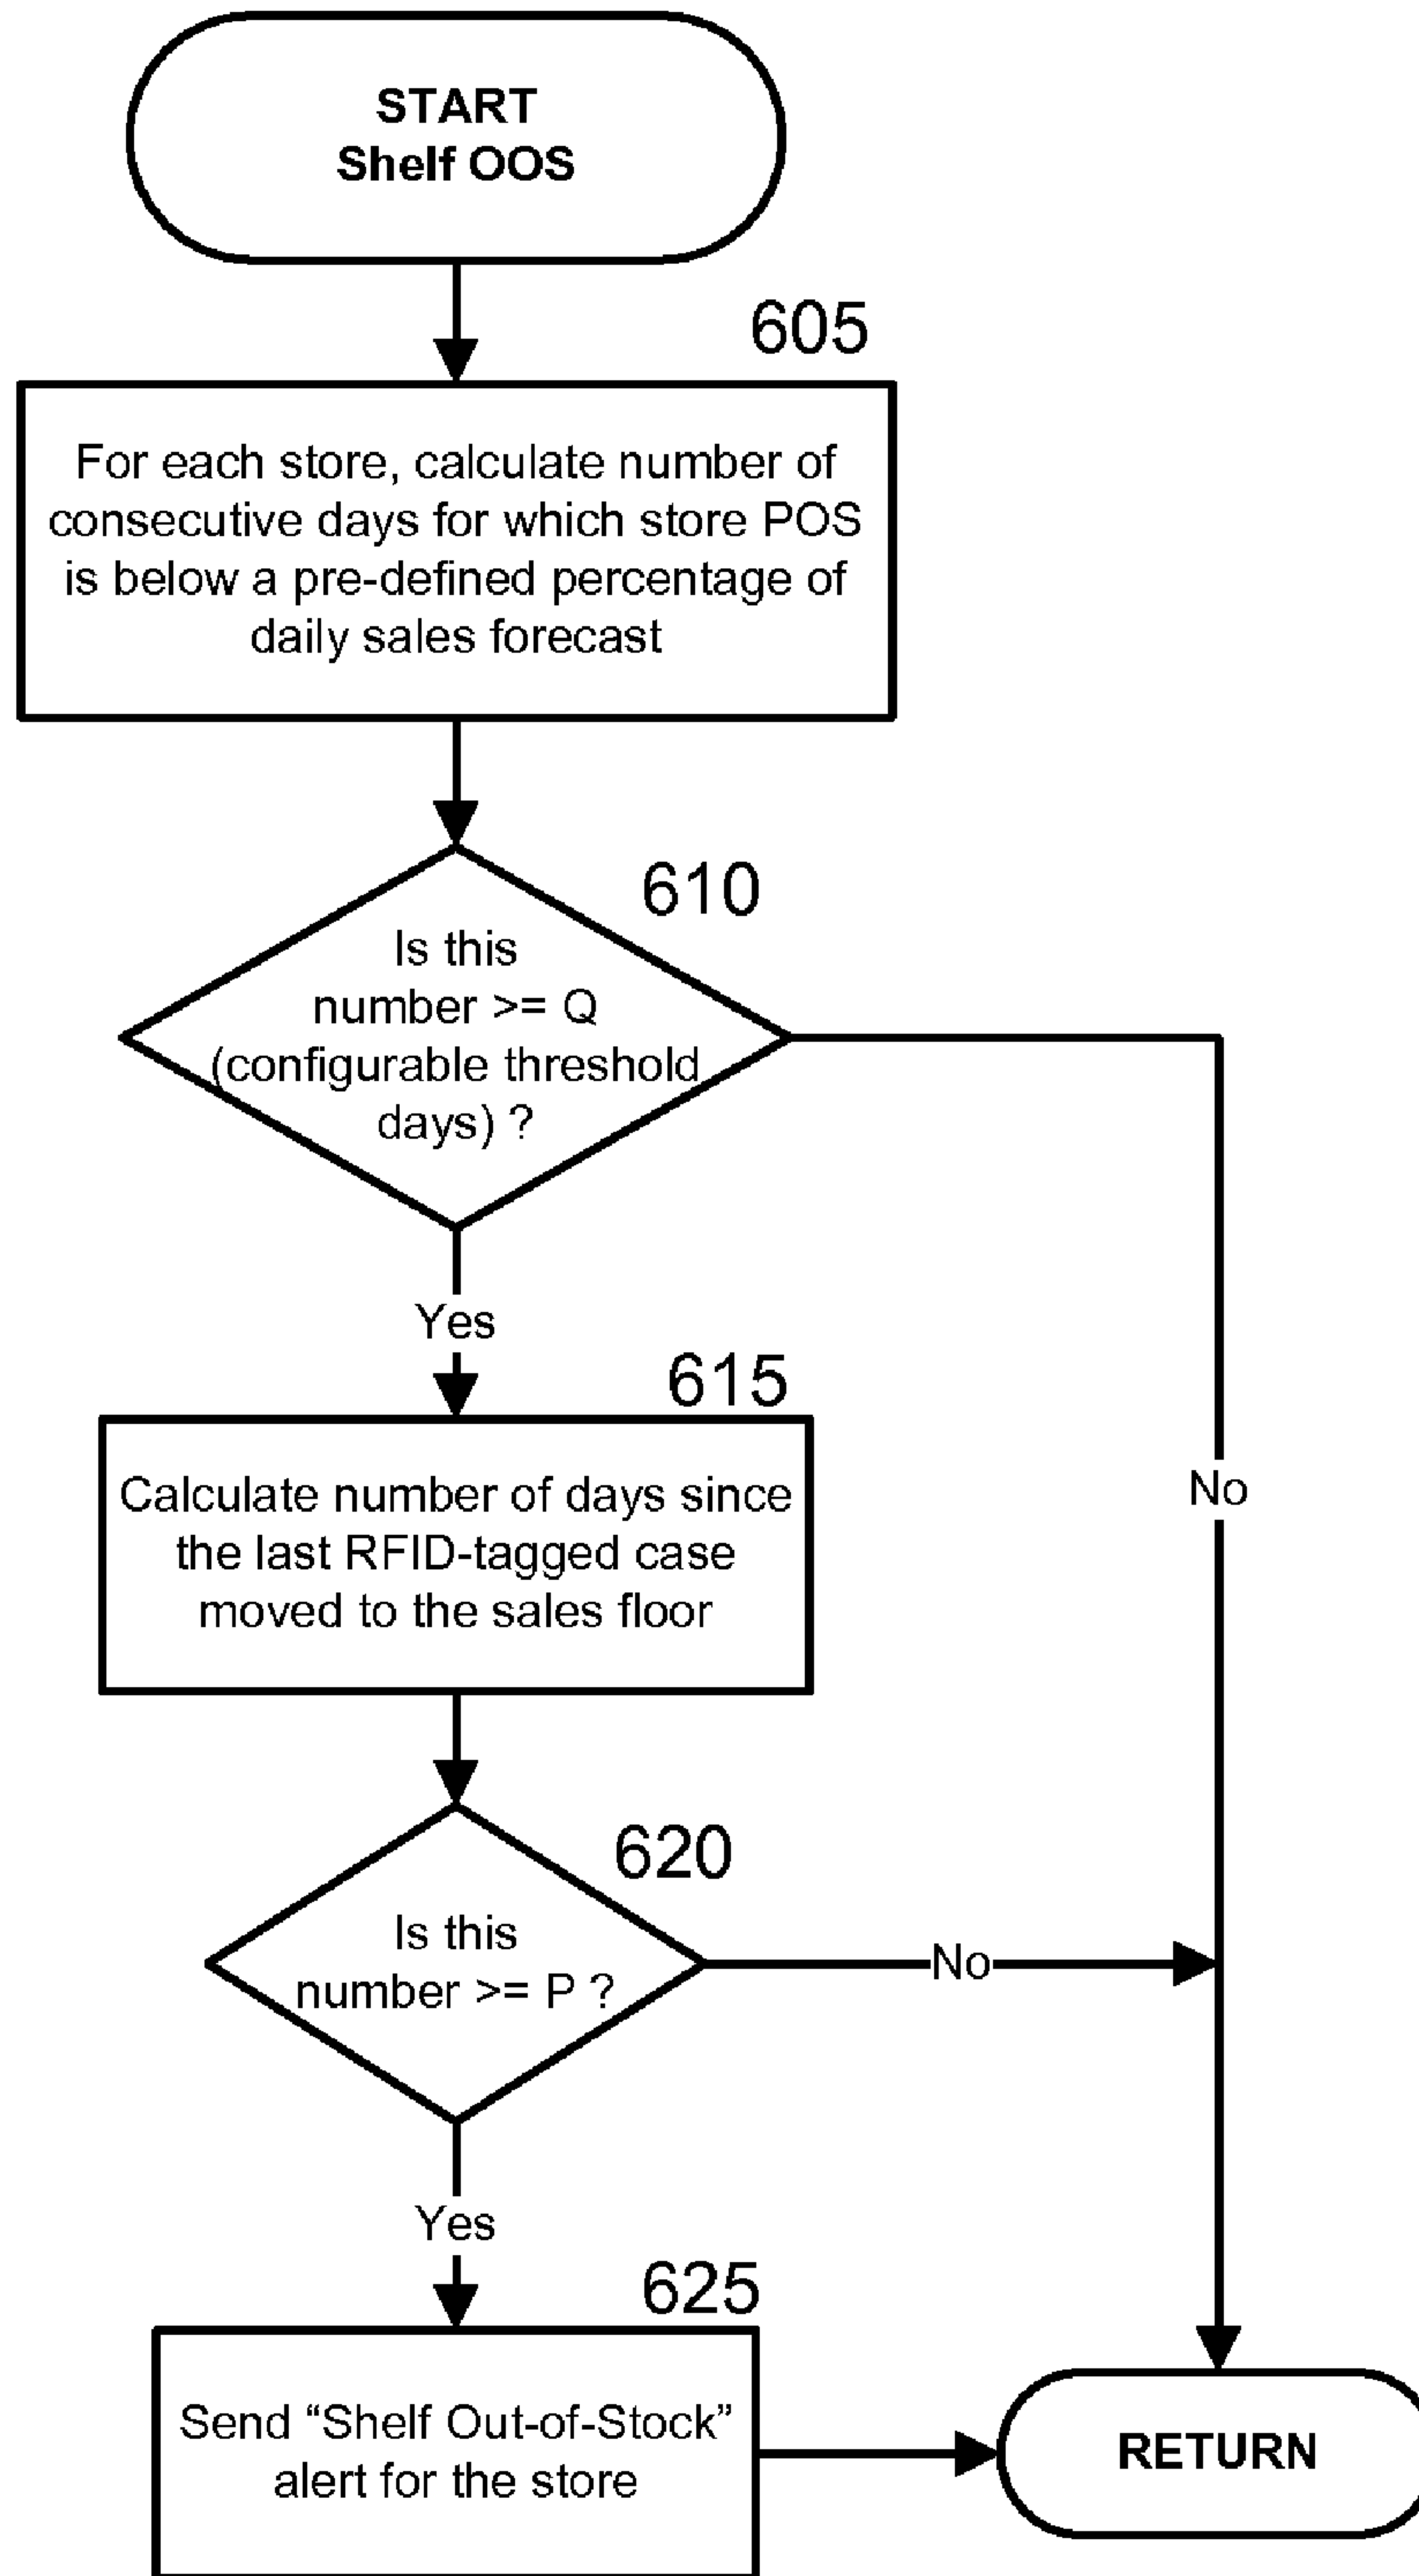 START
Shelf OOS
605
For each store, calculate number of
consecutive days for which store POS
is below a pre-defined percentage of
daily sales forecast
610
Is this
number >= Q
(configurable threshold
days) ?
Yes
No
615
Calculate number of days since
the last RFID-tagged case
moved to the sales floor
620
Is this
number >= P ?
No
Yes
625
Send “Shelf Out-of-Stock”
alert for the store
RETURN